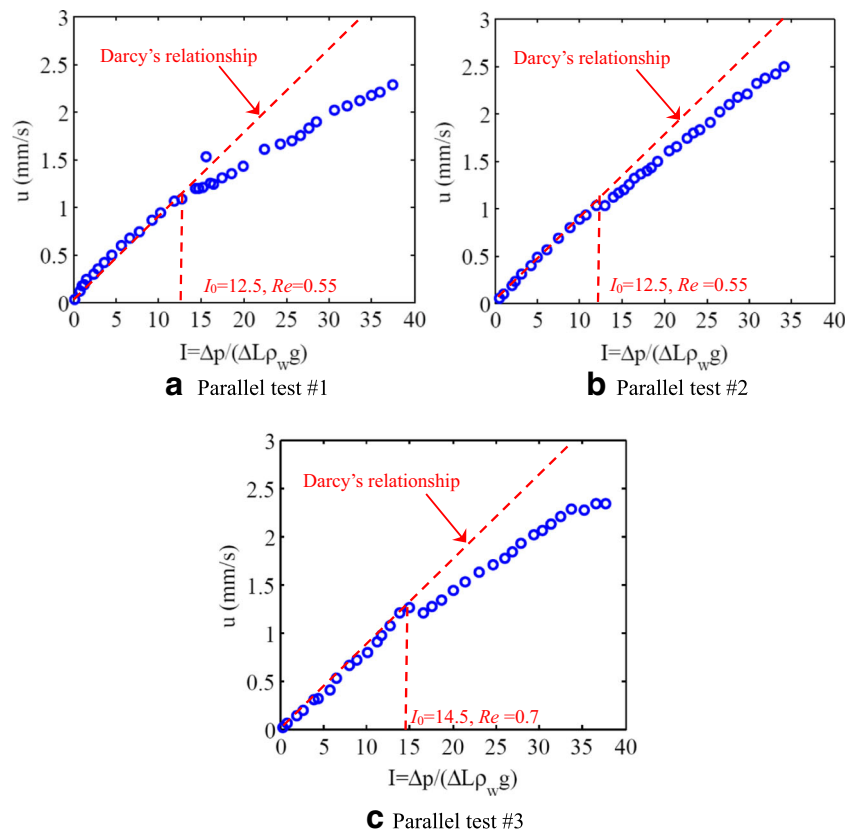 3
2.5
2
1.5
1
0.5
0
u (mm/s)
Darcy's relationship
I₀=12.5, Re=0.55
0 5 10 15 20 25 30 35 40
I=Δp/(ΔLρ_wg)
a Parallel test #1
3
2.5
2
1.5
1
0.5
0
u (mm/s)
Darcy's relationship
I₀=12.5, Re =0.55
0 5 10 15 20 25 30 35 40
I=Δp/(ΔLρ_wg)
b Parallel test #2
3
2.5
2
1.5
1
0.5
0
u (mm/s)
Darcy's relationship
I₀=14.5, Re =0.7
0 5 10 15 20 25 30 35 40
I=Δp/(ΔLρ_wg)
c Parallel test #3